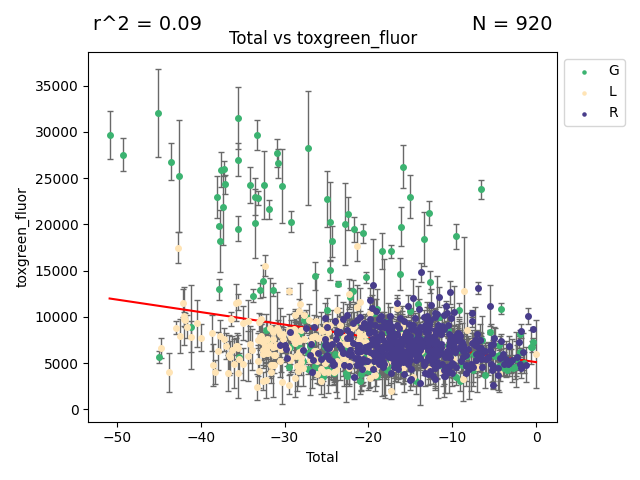 r^2 = 0.09
N = 920
Total vs toxgreen_fluor
G
L
R
35000
30000
25000
20000
15000
10000
5000
0
toxgreen_fluor
−50
−40
−30
−20
−10
0
Total